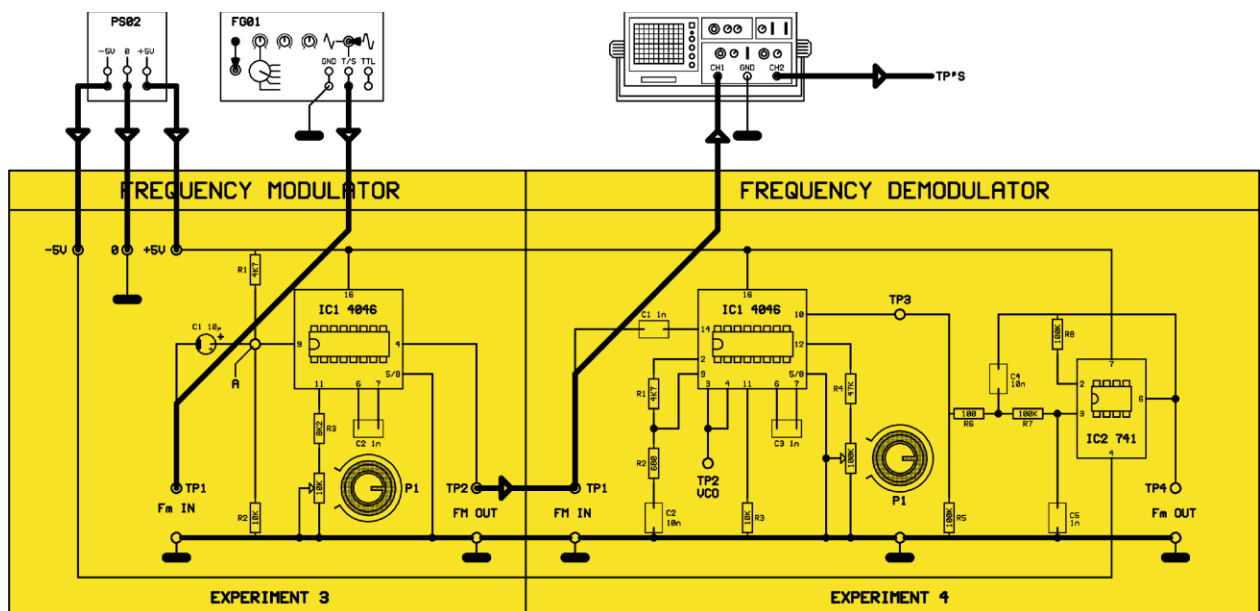 PS02
-5V 0 +5V
FG01
GND T/S TTL
CH1 GND CH2
TP'S
FREQUENCY MODULATOR
-5V 0 +5V
R1 4K7
16
IC1 4046
C1 10µ
+
9
4
A
5/8
11 6 7
R3 8K2
C2 1n
10K
P1
TP1
Fm IN
TP2
FM OUT
R2 10K
EXPERIMENT 3
FREQUENCY DEMODULATOR
16
C1 1n
14
IC1 4046
10
TP3
2
12
9
5/8
3 4 11 6 7
R1 4K7
R4 47K
C3 1n
R2 680
TP2
VCO
100K
P1
TP1
FM IN
C2
10n
R3 10K
R5 100K
R8 100K
C4
10n
7
2
3
6
IC2 741
4
100
R6
100K
R7
C5
1n
TP4
Fm OUT
EXPERIMENT 4